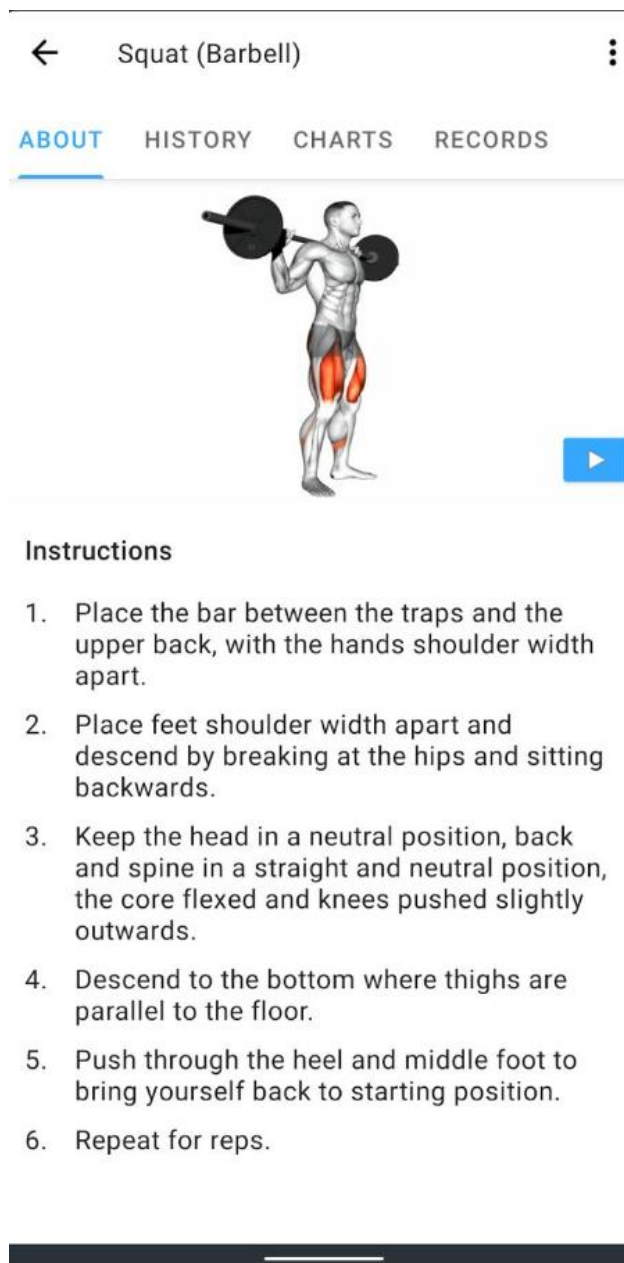 Squat (Barbell)
ABOUT HISTORY CHARTS RECORDS
Instructions
1. Place the bar between the traps and the
upper back, with the hands shoulder width
apart.
2. Place feet shoulder width apart and
descend by breaking at the hips and sitting
backwards.
3. Keep the head in a neutral position, back
and spine in a straight and neutral position,
the core flexed and knees pushed slightly
outwards.
4. Descend to the bottom where thighs are
parallel to the floor.
5. Push through the heel and middle foot to
bring yourself back to starting position.
6. Repeat for reps.